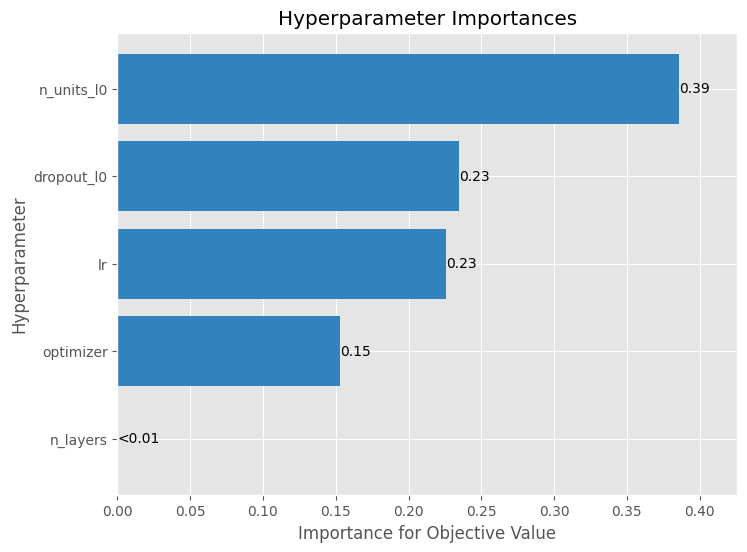 Hyperparameter Importances
Hyperparameter
n_units_l0
0.39
dropout_l0
0.23
lr
0.23
optimizer
0.15
n_layers
<0.01
0.00 0.05 0.10 0.15 0.20 0.25 0.30 0.35 0.40
Importance for Objective Value